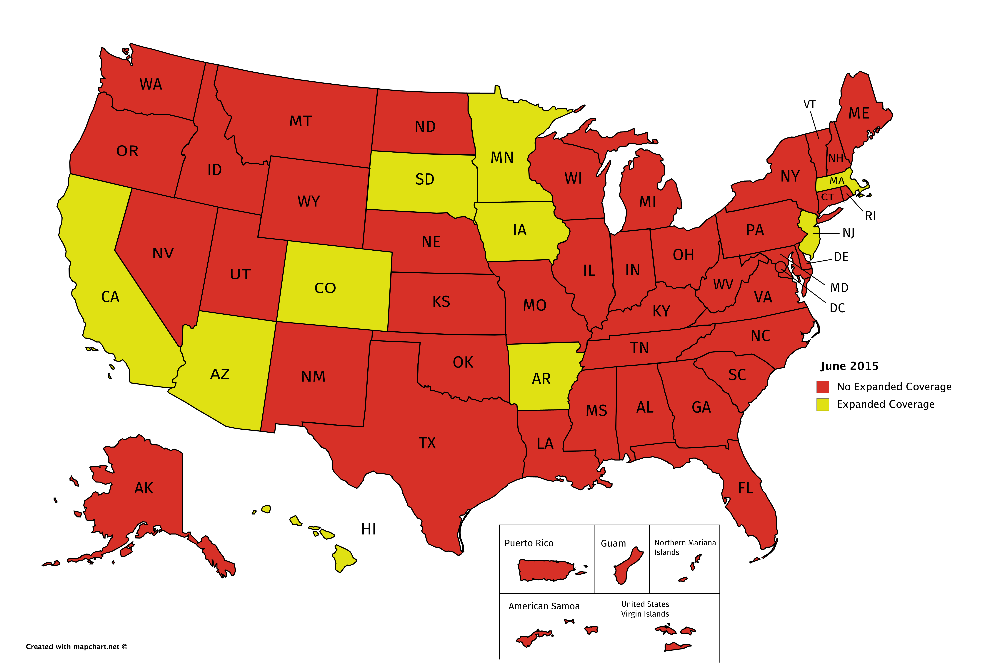 WA
MT
ND
MN
VT
ME
OR
ID
SD
WI
NH
NY
MA
WY
MI
CT
RI
IA
PA
NJ
NV
NE
OH
DE
UT
IL
IN
CO
WV
MD
CA
KS
MO
VA
KY
DC
NC
TN
OK
AZ
NM
AR
SC
June 2015
No Expanded Coverage
Expanded Coverage
MS
AL
GA
TX
LA
AK
FL
HI
Puerto Rico
Guam
Northern Mariana
Islands
American Samoa
United States
Virgin Islands
Created with mapchart.net ©